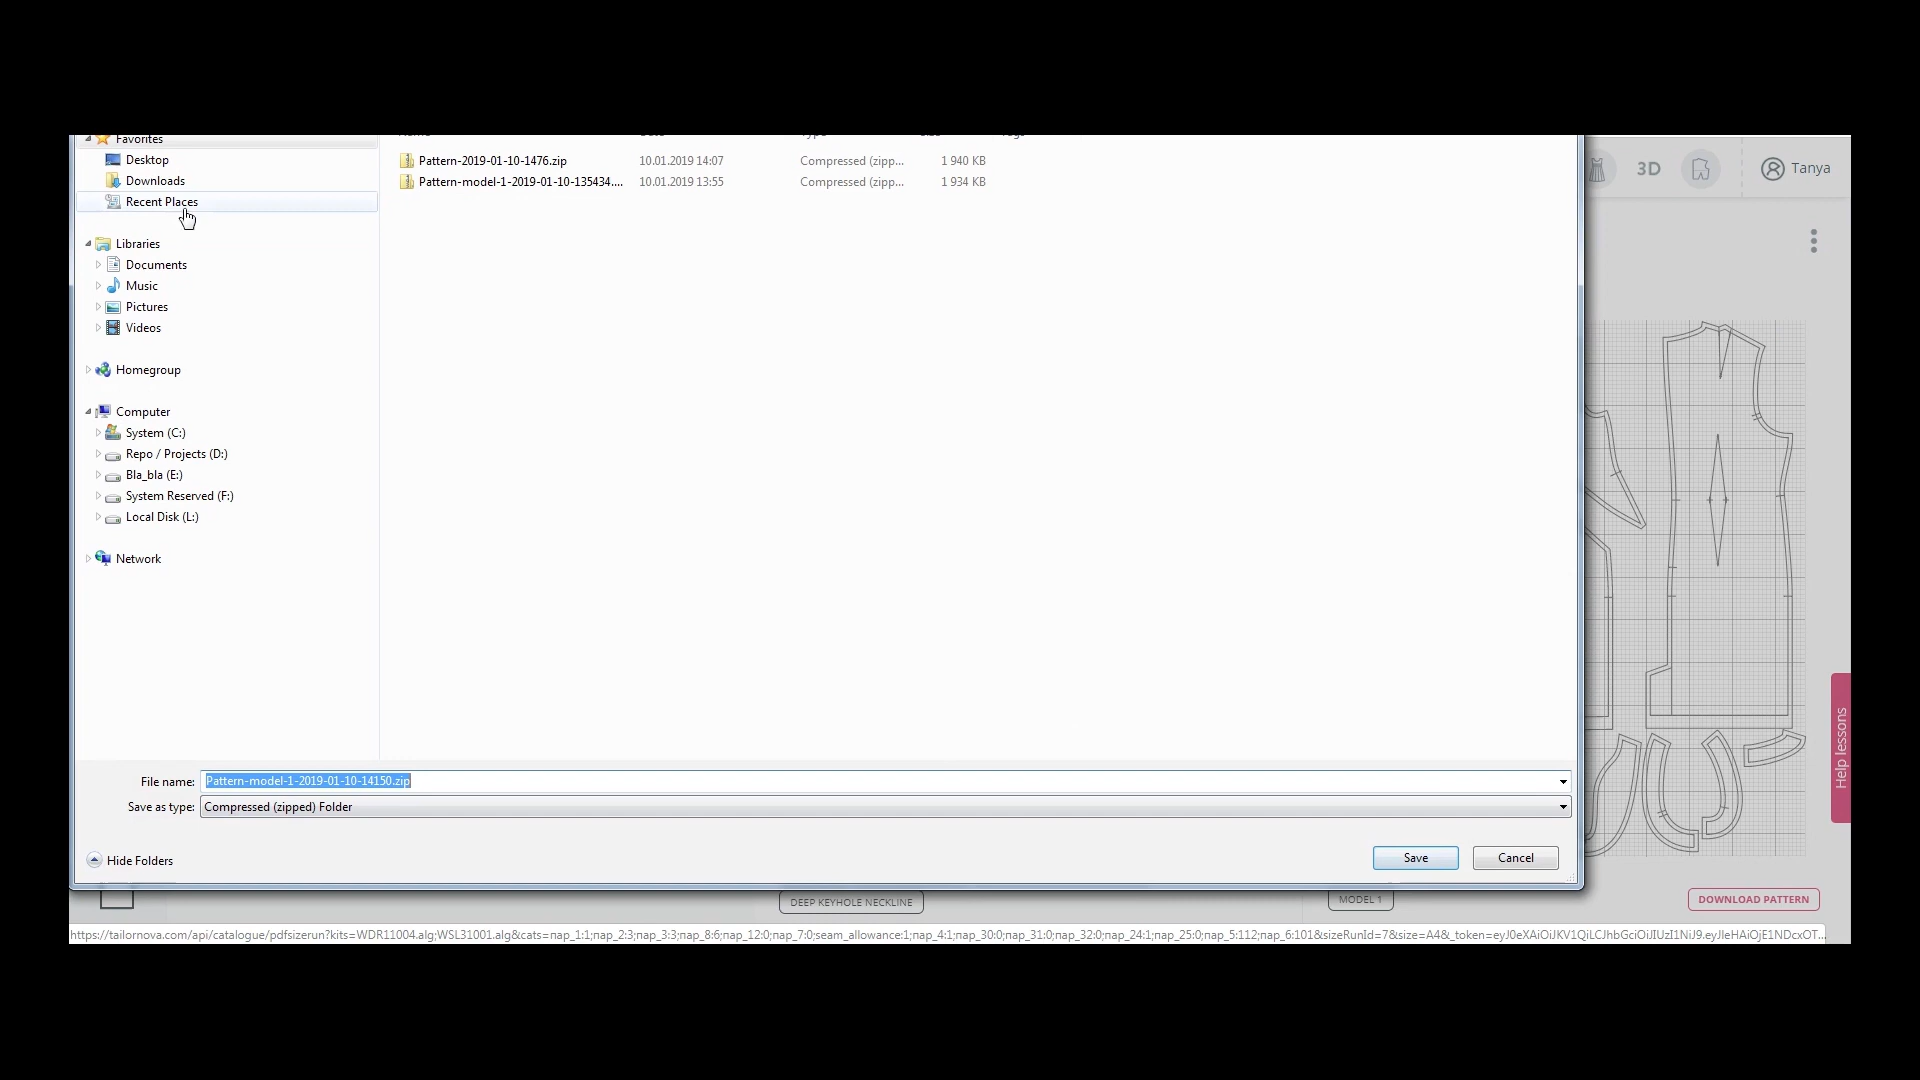 Favorites
Desktop
Downloads
Recent Places
Libraries
Documents
Music
Pictures
Videos
Homegroup
Computer
System (C:)
Repo / Projects (D:)
Bla_bla (E:)
System Reserved (F:)
Local Disk (L:)
Network
Pattern-2019-01-10-1476.zip 10.01.2019 14:07 Compressed (zipp... 1 940 KB
Pattern-model-1-2019-01-10-135434.... 10.01.2019 13:55 Compressed (zipp... 1 934 KB
3D
Tanya
Help lessons
File name: Pattern-model-1-2019-01-10-14150.zip
Save as type: Compressed (zipped) Folder
Hide Folders
Save
Cancel
DEEP KEYHOLE NECKLINE
MODEL 1
DOWNLOAD PATTERN
https://tailornova.com/api/catalogue/pdfsizerun?kits=WDR11004.alg;WSL31001.alg&cats=nap_1:1;nap_2:3;nap_3:3;nap_8:6;nap_12:0;nap_7:0;seam_allowance:1;nap_4:1;nap_30:0;nap_31:0;nap_32:0;nap_24:1;nap_25:0;nap_5:112;nap_6:101&sizeRunId=7&size=A4&_token=eyJ0eXAiOiJKV1QiLCJhbGciOiJIUzI1NiJ9.eyJleHAiOjE1NDcxOT...